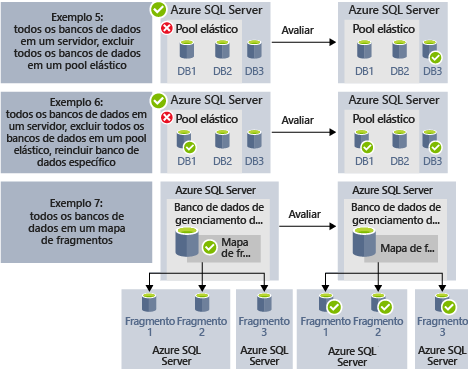 Exemplo 5:
todos os bancos de dados
em um servidor, excluir
todos os bancos de dados
em um pool elástico
Azure SQL Server
Pool elástico
DB1 DB2 DB3
Avaliar
Azure SQL Server
Pool elástico
DB1 DB2 DB3
Exemplo 6:
todos os bancos de dados em
um servidor, excluir todos os
bancos de dados em um pool
elástico, reincluir banco de
dados específico
Azure SQL Server
Pool elástico
DB1 DB2 DB3
Avaliar
Azure SQL Server
Pool elástico
DB1 DB2 DB3
Exemplo 7:
todos os bancos de
dados em um mapa
de fragmentos
Azure SQL Server
Banco de dados de
gerenciamento d...
Mapa
de fr...
Avaliar
Azure SQL Server
Banco de dados de
gerenciamento d...
Mapa de f...
Fragmento
1
Fragmento
2
Azure SQL
Server
Fragmento
3
Azure SQL
Server
Fragmento
1
Fragmento
2
Azure SQL
Server
Fragmento
3
Azure SQL
Server